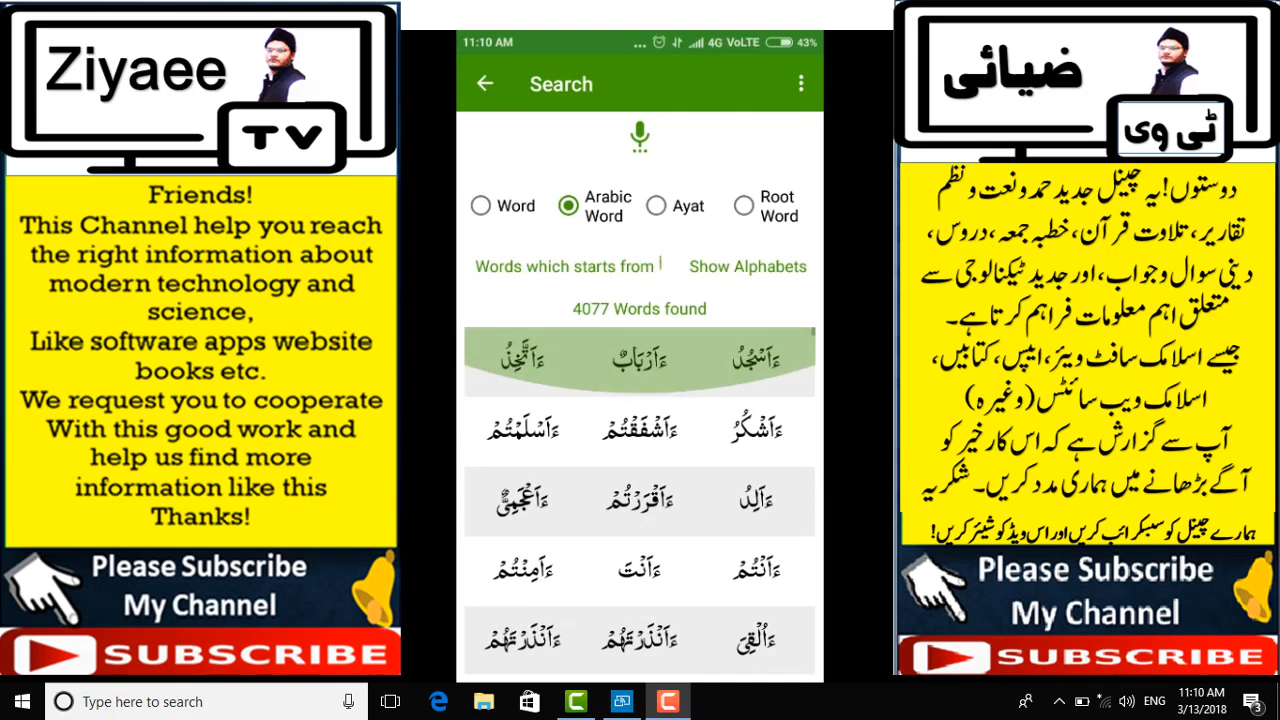 Ziyaee
TV
Friends!
This Channel help you reach
the right information about
modern technology and
science,
Like software apps website
books etc.
We request you to cooperate
With this good work and
help us find more
information like this
Thanks!
Please Subscribe
My Channel
SUBSCRIBE
11:10 AM
... 4G VoLTE 43%
Search
Word
Arabic Word
Ayat
Root Word
Words which starts from ا
Show Alphabets
4077 Words found
ءَاَسْجُدُ ءَاَرْبَابٌ ءَاَتَّخِذُ
ءَاَشْكُرُ ءَاَشْفَقْتُمْ ءَاَسْلَمْتُمْ
ءَاَلِدُ ءَاَقْرَرْتُمْ ءَاَعْجَمِىٌّ
ءَاَنْتُمْ ءَاَنْتَ ءَاَمِنْتُمْ
ءَاُلْقِىَ ءَاَنْذَرْتَهُمْ ءَاَنْذَرْتَهُمْ
ضیائی
ٹی وی
دوستوں!یہ چینل جدید حمد و نعت و نظم
تقاریر، تلاوت قرآن، خطبہ جمعہ، دروس،
دینی سوال و جواب، اور جدید ٹیکنالوجی سے
متعلق اہم معلومات فراہم کرتا ہے۔
جیسے اسلامک سافٹ ویئر، ایپس، کتابیں،
اسلامک ویب سائٹس (وغیرہ)
آپ سے گزارش ہے کہ اس کار خیر کو
آگے بڑھانے میں ہماری مدد کریں۔ شکریہ
ہمارے چینل کو سبسکرائب کریں اور اس ویڈیو کو شیئر کریں!
Please Subscribe
My Channel
SUBSCRIBE
Type here to search
ENG
11:10 AM
3/13/2018
3